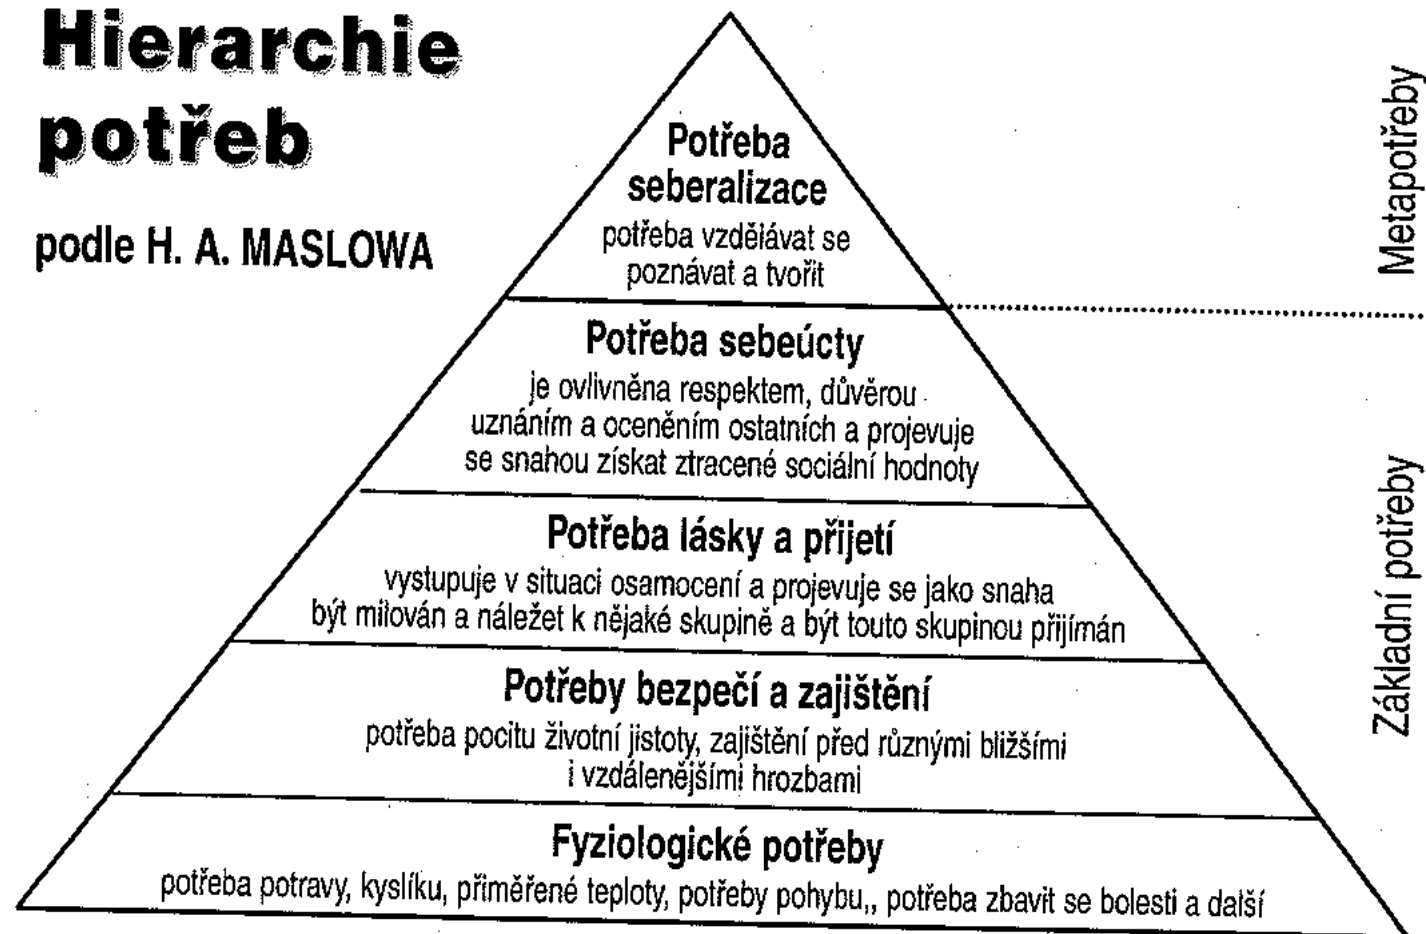 Hierarchie
potřeb
podle H. A. MASLOWA
Potřeba
seberalizace
potřeba vzdělávat se
poznávat a tvořit
Potřeba sebeúcty
je ovlivněna respektem, důvěrou
uznáním a oceněním ostatních a projevuje
se snahou získat ztracené sociální hodnoty
Potřeba lásky a přijetí
vystupuje v situaci osamocení a projevuje se jako snaha
být milován a náležet k nějaké skupině a být touto skupinou přijímán
Potřeby bezpečí a zajištění
potřeba pocitu životní jistoty, zajištění před různými bližšími
i vzdálenějšími hrozbami
Fyziologické potřeby
potřeba potravy, kyslíku, přiměřené teploty, potřeby pohybu,, potřeba zbavit se bolesti a další
Metapotřeby
Základní potřeby